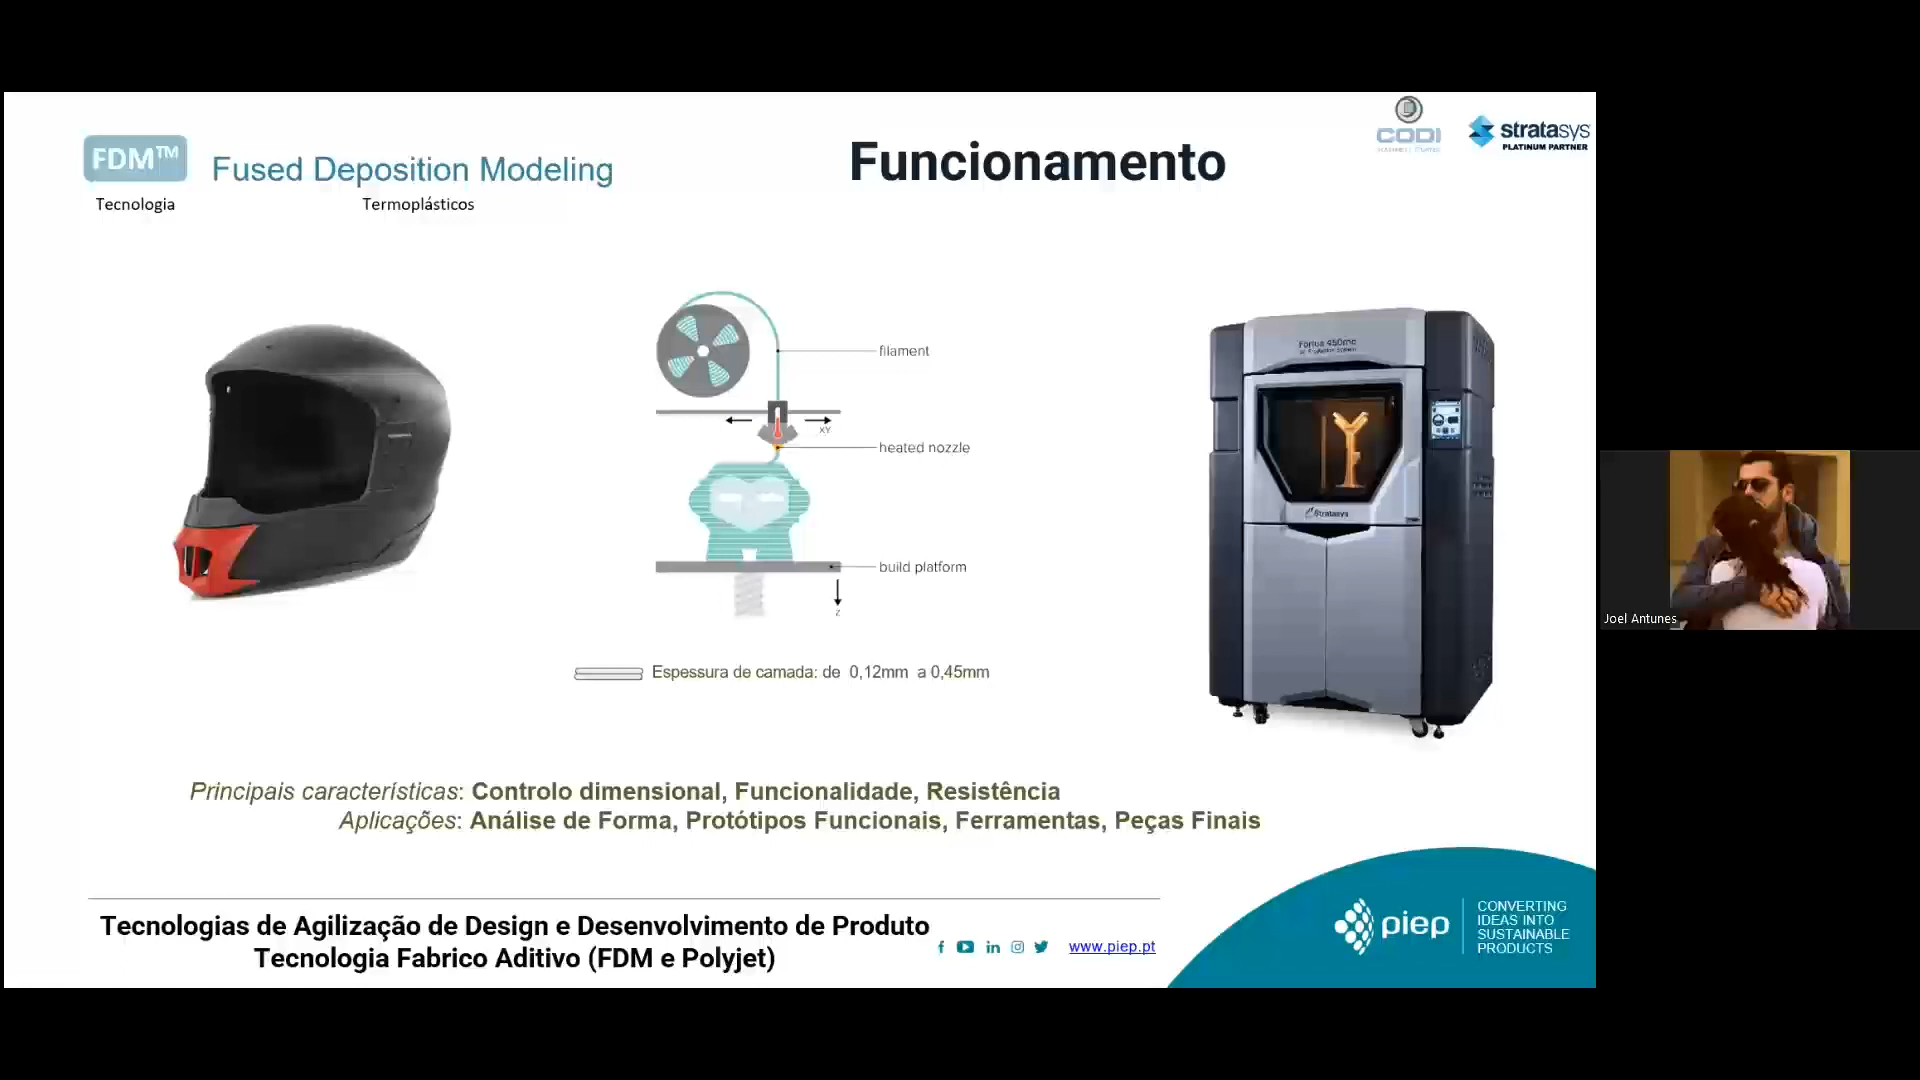 FDM™
Fused Deposition Modeling
Tecnologia
Termoplásticos
Funcionamento
CODI
stratasys
PLATINUM PARTNER
filament
XY
heated nozzle
build platform
Z
Espessura de camada: de 0,12mm a 0,45mm
Fortus 450mc
stratasys
Joel Antunes
Principais características: Controlo dimensional, Funcionalidade, Resistência
Aplicações: Análise de Forma, Protótipos Funcionais, Ferramentas, Peças Finais
Tecnologias de Agilização de Design e Desenvolvimento de Produto
Tecnologia Fabrico Aditivo (FDM e Polyjet)
www.piep.pt
piep
CONVERTING
IDEAS INTO
SUSTAINABLE
PRODUCTS